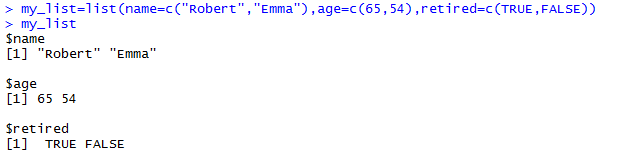 > my_list=list(name=c("Robert","Emma"),age=c(65,54),retired=c(TRUE,FALSE))
> my_list
$name
[1] "Robert" "Emma"
$age
[1] 65 54
$retired
[1]  TRUE FALSE